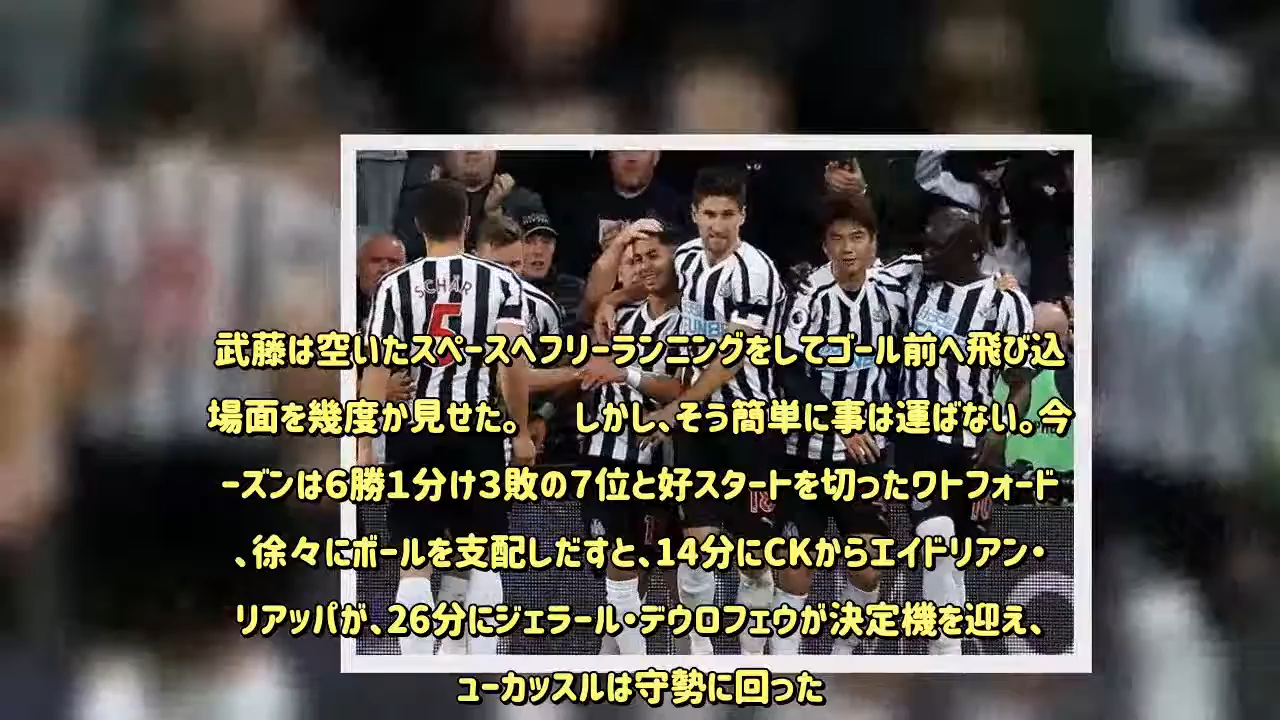 SCHÄR
5
武藤は空いたスペースへフリーランニングをしてゴール前へ飛び込
場面を幾度か見せた。　しかし、そう簡単に事は運ばない。今
ーズンは6勝1分け3敗の7位と好スタートを切ったワトフォード
、徐々にボールを支配しだすと、14分にCKからエイドリアン・
リアッパが、26分にジェラール・デウロフェウが決定機を迎え、
ューカッスルは守勢に回った